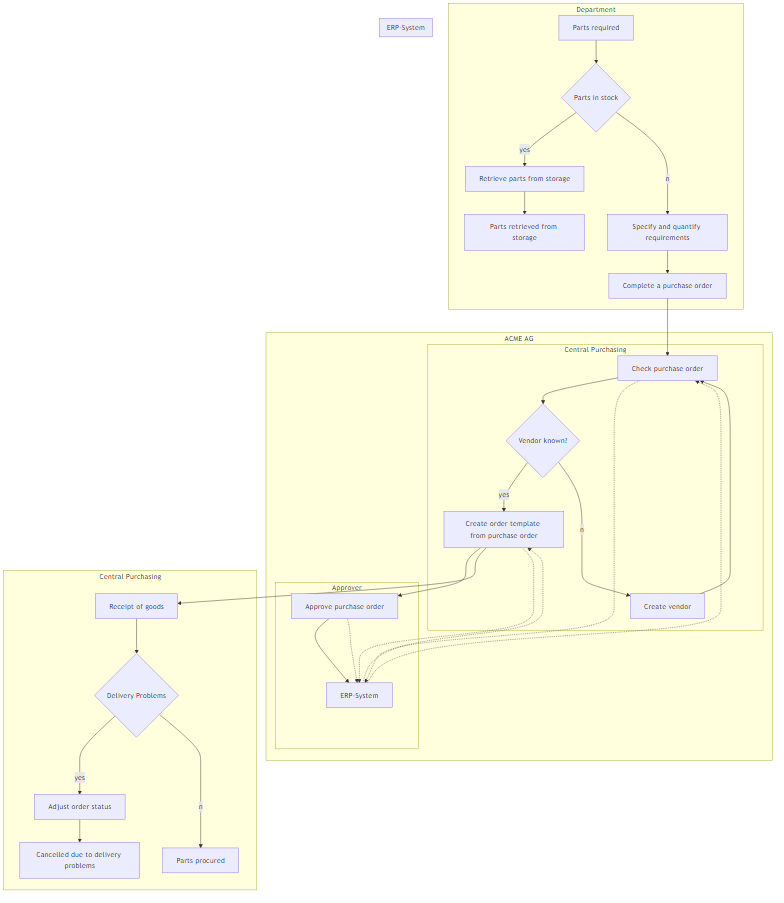 Department
ERP-System
Parts required
Parts in stock
yes
n
Retrieve parts from storage
Parts retrieved from
storage
Specify and quantify
requirements
Complete a purchase order
ACME AG
Central Purchasing
Check purchase order
Vendor known?
yes
n
Create order template
from purchase order
Create vendor
Approver
Approve purchase order
ERP-System
Central Purchasing
Receipt of goods
Delivery Problems
yes
n
Adjust order status
Cancelled due to delivery
problems
Parts procured